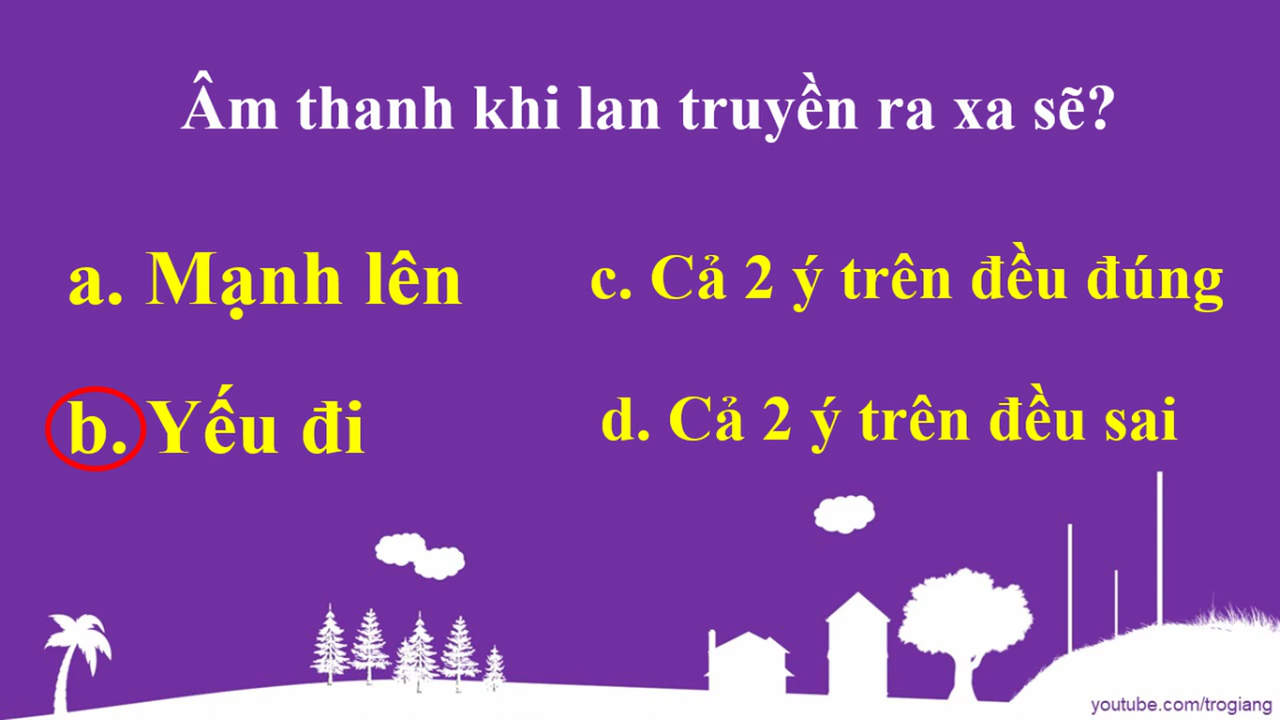 Âm thanh khi lan truyền ra xa sẽ?
a. Mạnh lên
b. Yếu đi
c. Cả 2 ý trên đều đúng
d. Cả 2 ý trên đều sai
youtube.com/trogiang